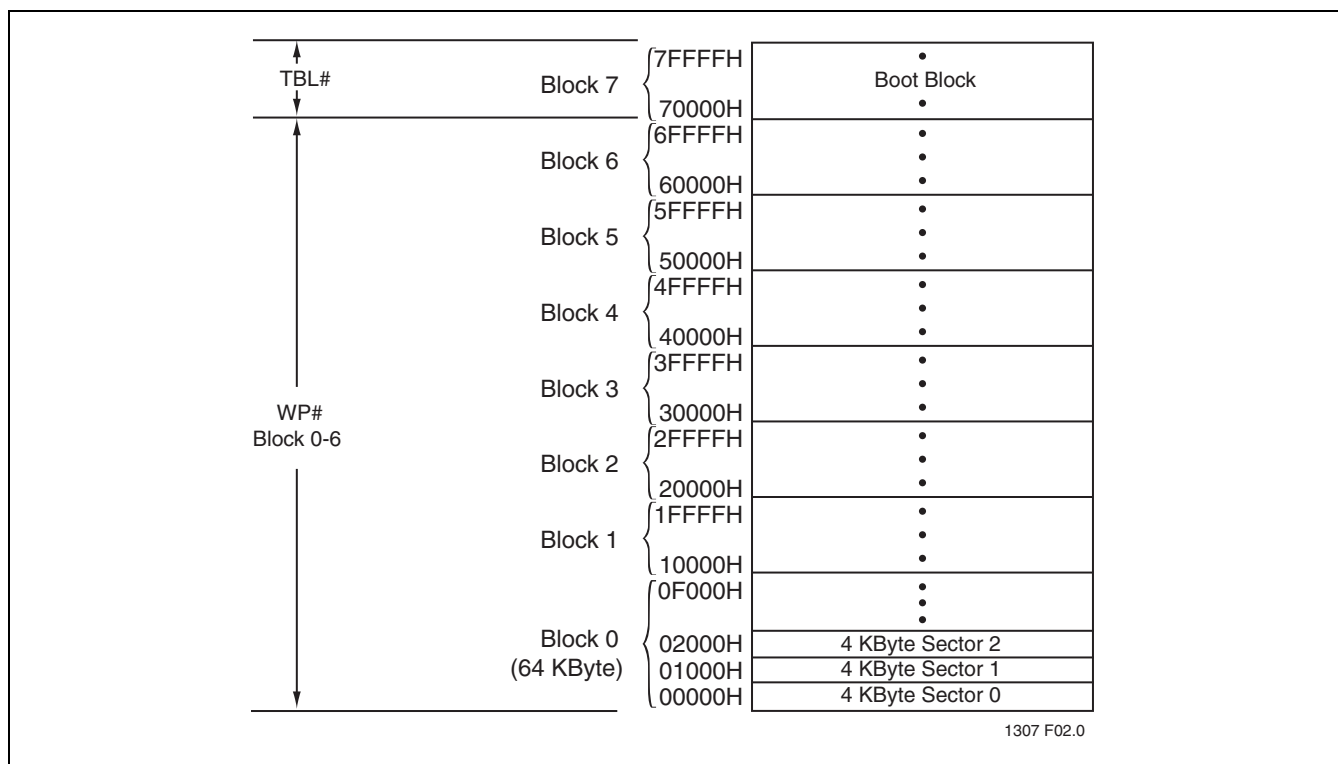 TBL#
Block 7
7FFFFH
Boot Block
70000H
Block 6
6FFFFH
60000H
Block 5
5FFFFH
50000H
Block 4
4FFFFH
40000H
Block 3
3FFFFH
30000H
WP#
Block 0-6
Block 2
2FFFFH
20000H
Block 1
1FFFFH
10000H
0F000H
Block 0
(64 KByte)
02000H
4 KByte Sector 2
01000H
4 KByte Sector 1
00000H
4 KByte Sector 0
1307 F02.0